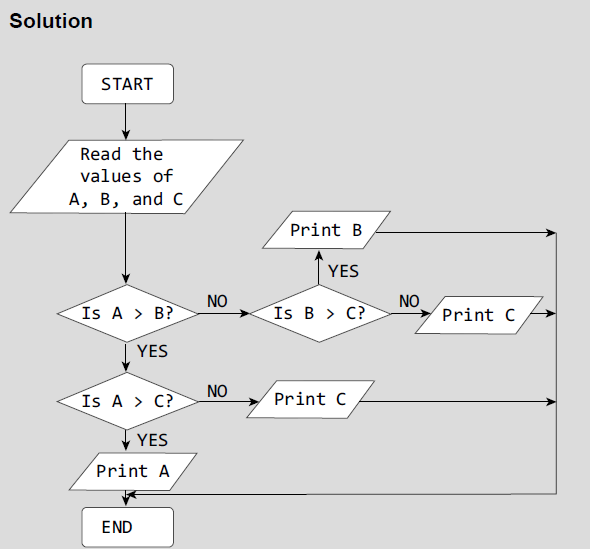 Solution
START
Read the
values of
A, B, and C
Print B
YES
Is A > B?
NO
Is B > C?
NO
Print C
YES
Is A > C?
NO
Print C
YES
Print A
END